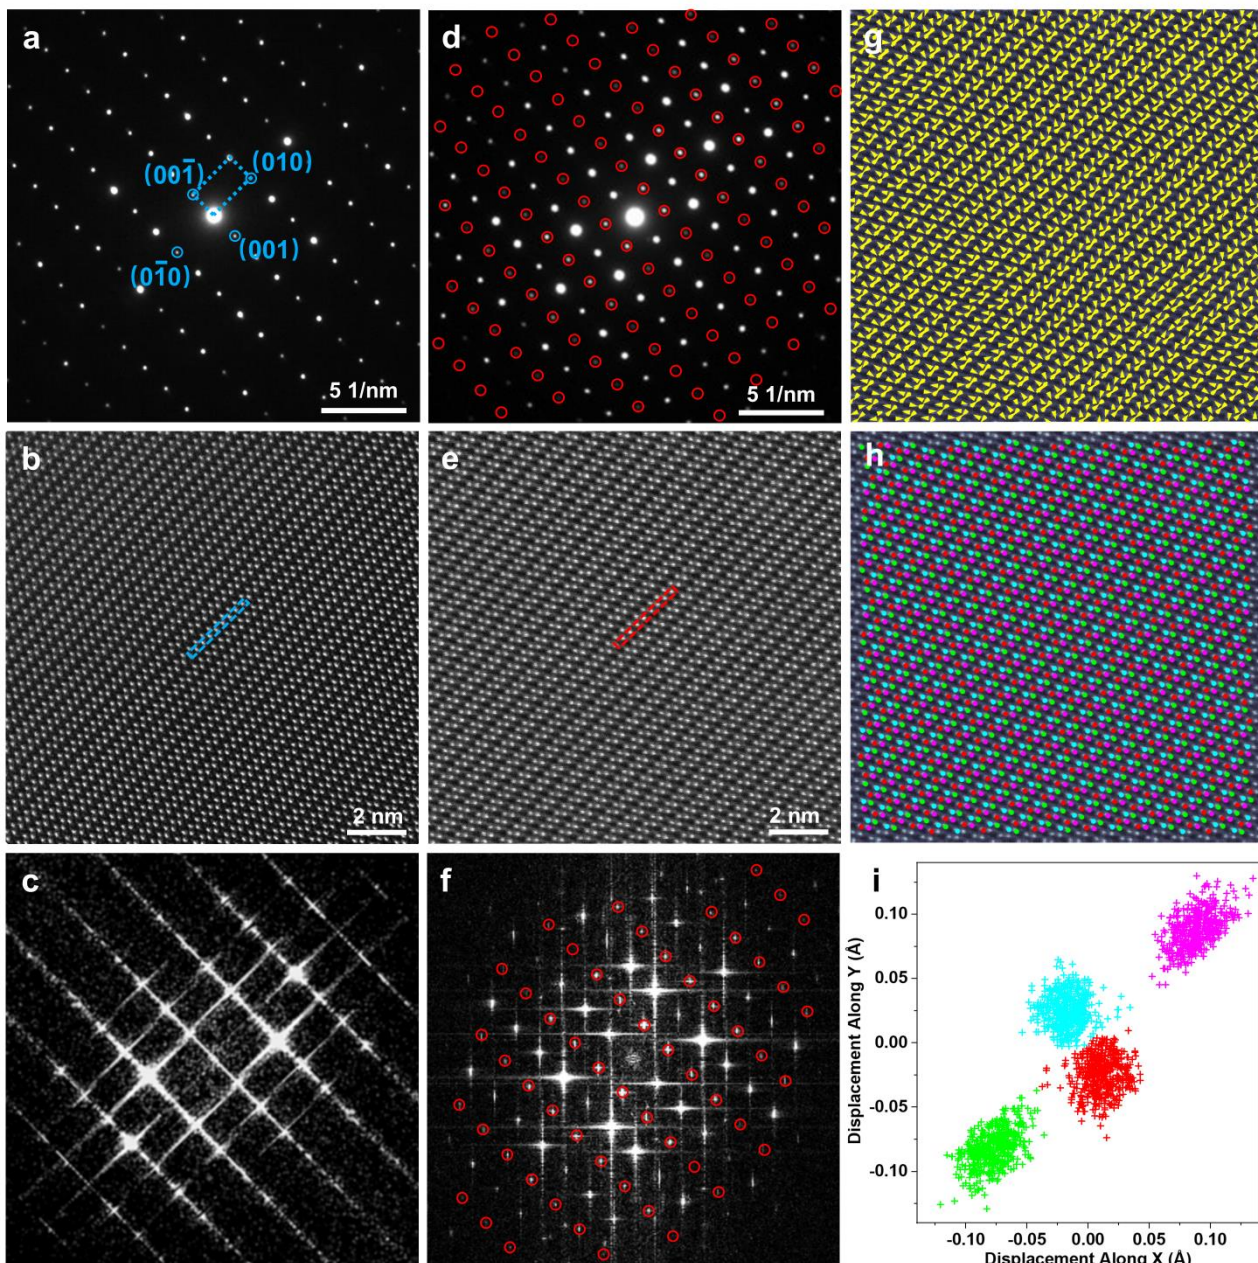 a
(001̅)
(010)
(001)
(01̅0)
5 1/nm
d
5 1/nm
g
b
2 nm
e
2 nm
h
c
f
i
Displacement Along Y (Å)
0.10
0.05
0.00
-0.05
-0.10
-0.10
-0.05
0.00
0.05
0.10
Displacement Along X (Å)